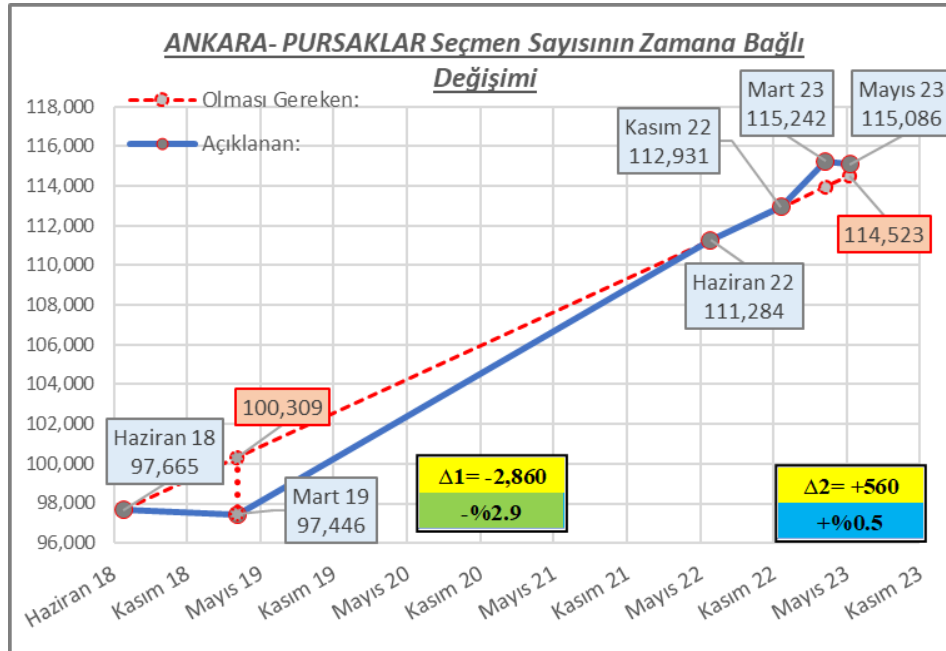 ANKARA- PURSAKLAR Seçmen Sayısının Zamana Bağlı
Değişimi
Olması Gereken:
Açıklanan:
118,000
116,000
114,000
112,000
110,000
108,000
106,000
104,000
102,000
100,000
98,000
96,000
Haziran 18
97,665
100,309
Mart 19
97,446
Haziran 22
111,284
Kasım 22
112,931
Mart 23
115,242
Mayıs 23
115,086
114,523
Δ1= -2,860
-%2.9
Δ2= +560
+%0.5
Haziran 18
Kasım 18
Mayıs 19
Kasım 19
Mayıs 20
Kasım 20
Mayıs 21
Kasım 21
Mayıs 22
Kasım 22
Mayıs 23
Kasım 23